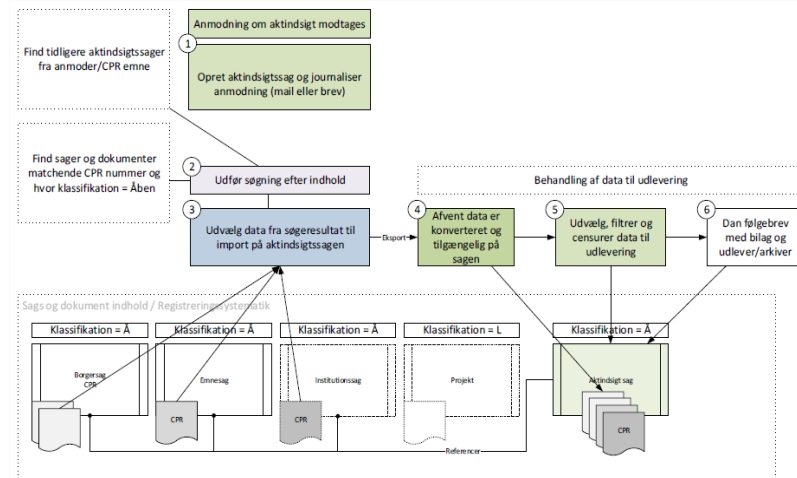 Anmodning om aktindsigt modtages
1
Find tidligere aktindsigtssager
fra anmoder/CPR emne
Opret aktindsigtssag og journaliser
anmodning (mail eller brev)
Find sager og dokumenter
matchende CPR nummer og
hvor klassifikation = Åben
2
Udfør søgning efter indhold
Behandling af data til udlevering
3
Udvælg data fra søgeresultat til
import på aktindsigtssagen
Eksport
4
Afvent data er
konverteret og
tilgængelig på
sagen
5
Udvælg, filtrer og
censurer data til
udlevering
6
Dan følgebrev
med bilag og
udlever/arkiver
Sags og dokument indhold / Registreringssystematik
Klassifikation = Å
Klassifikation = Å
Klassifikation = Å
Klassifikation = L
Klassifikation = Å
Borgersag
CPR
Emnesag
Institutionssag
Projekt
Aktindsigt sag
CPR
CPR
CPR
Referencer